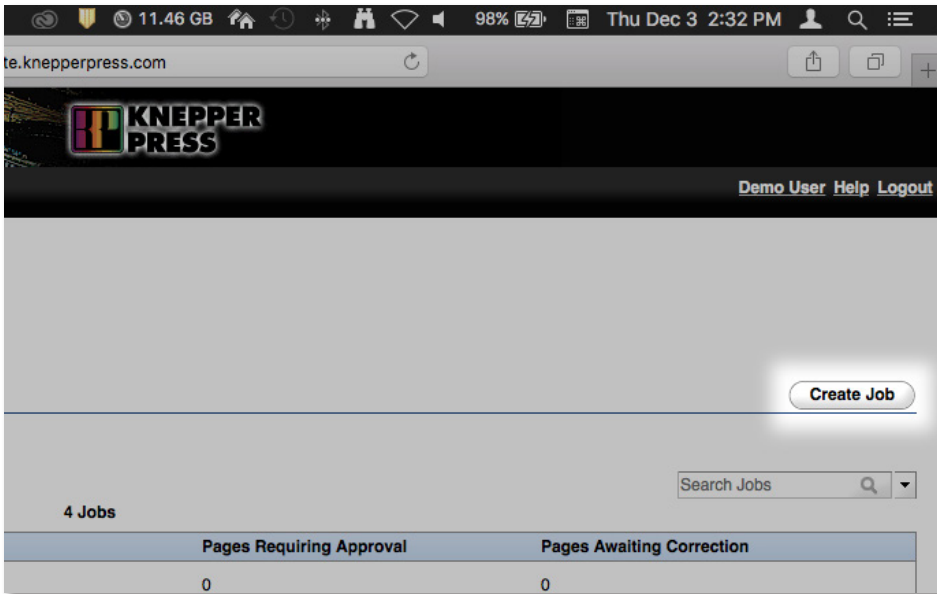 11.46 GB 98% Thu Dec 3 2:32 PM
te.knepperpress.com
KNEPPER
PRESS
Demo User Help Logout
Create Job
Search Jobs
4 Jobs
Pages Requiring Approval Pages Awaiting Correction
0 0